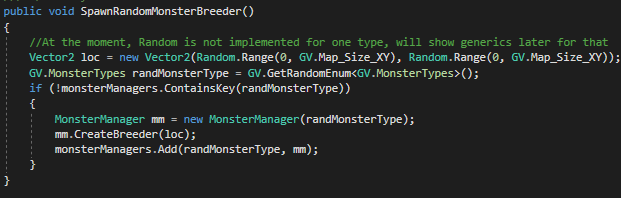 public void SpawnRandomMonsterBreeder()
{
//At the moment, Random is not implemented for one type, will show generics later for that
Vector2 loc = new Vector2(Random.Range(0, GV.Map_Size_XY), Random.Range(0, GV.Map_Size_XY));
GV.MonsterTypes randMonsterType = GV.GetRandomEnum<GV.MonsterTypes>();
if (!monsterManagers.ContainsKey(randMonsterType))
{
MonsterManager mm = new MonsterManager(randMonsterType);
mm.CreateBreeder(loc);
monsterManagers.Add(randMonsterType, mm);
}
}